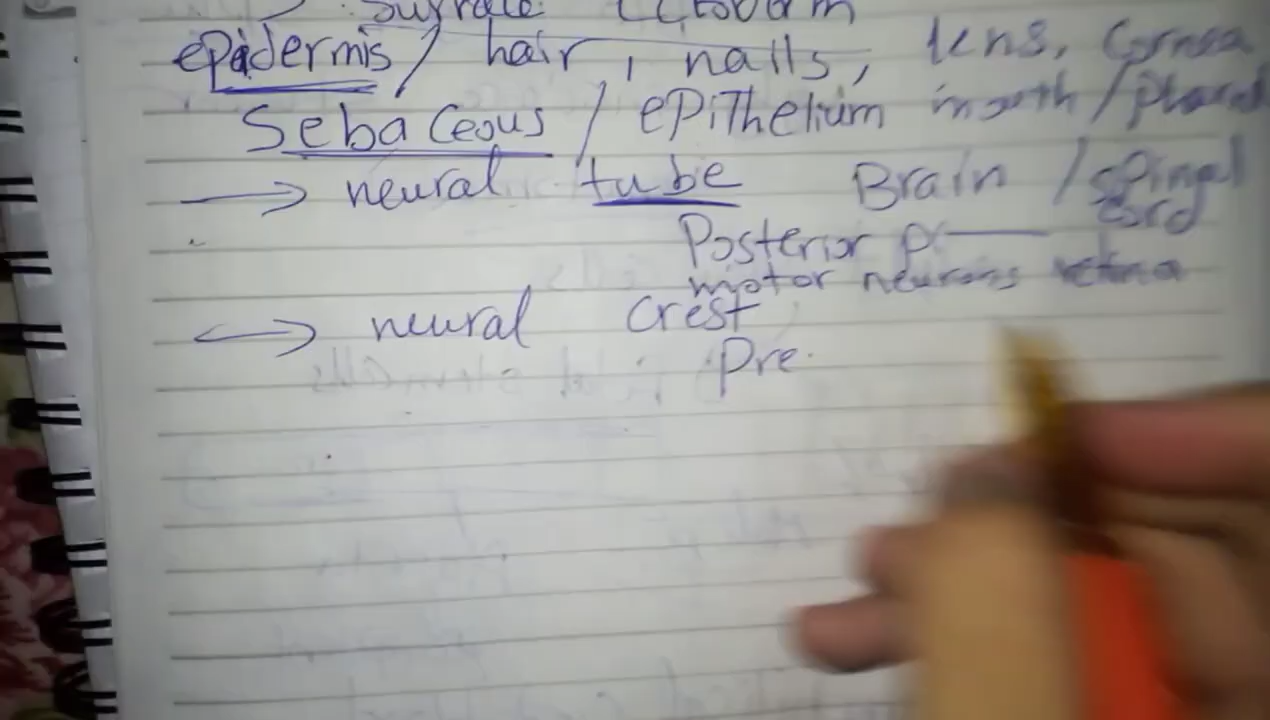 Surface Ectoderm
epidermis / hair, nails, lens, Cornea
Sebaceous / epithelium mouth /
→ neural tube Brain / spinal cord
Posterior p
motor neurons retina
neural crest
Pre